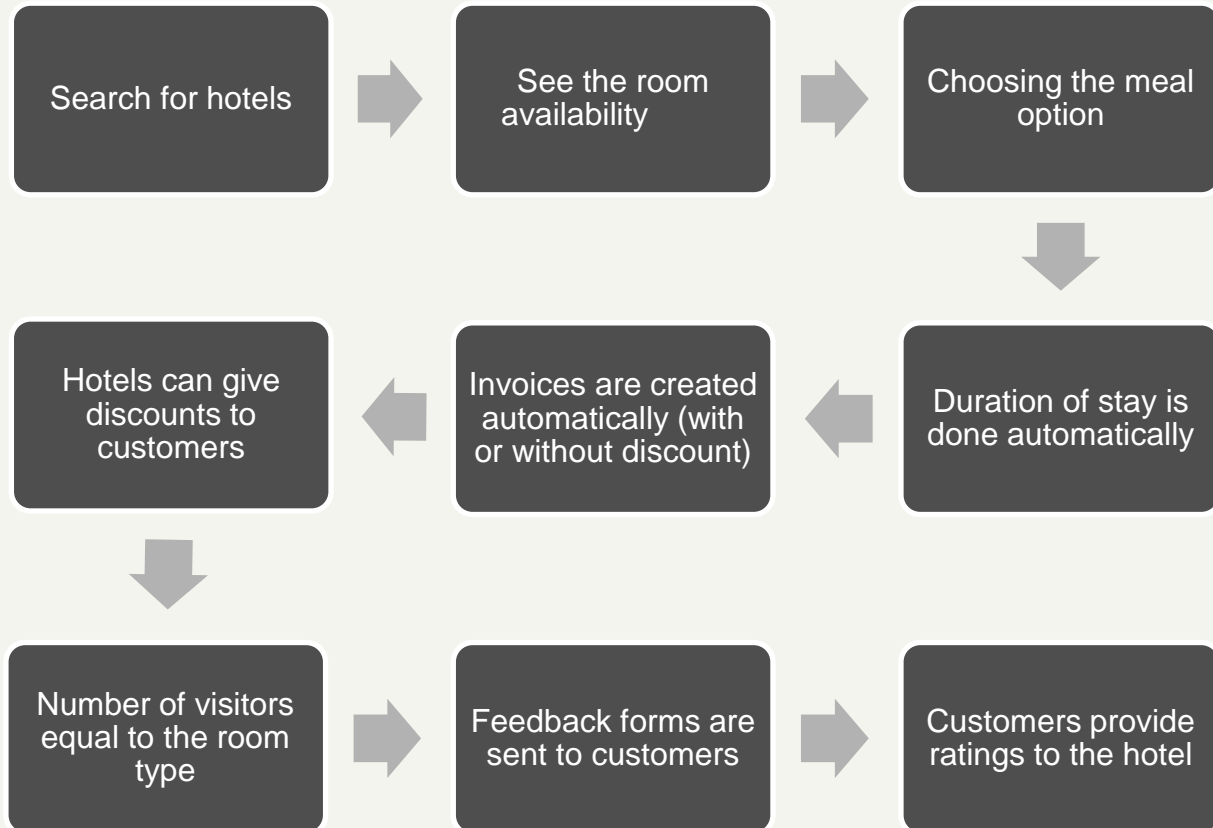 Search for hotels
See the room
availability
Choosing the meal
option
Duration of stay is
done automatically
Invoices are created
automatically (with
or without discount)
Hotels can give
discounts to
customers
Number of visitors
equal to the room
type
Feedback forms are
sent to customers
Customers provide
ratings to the hotel